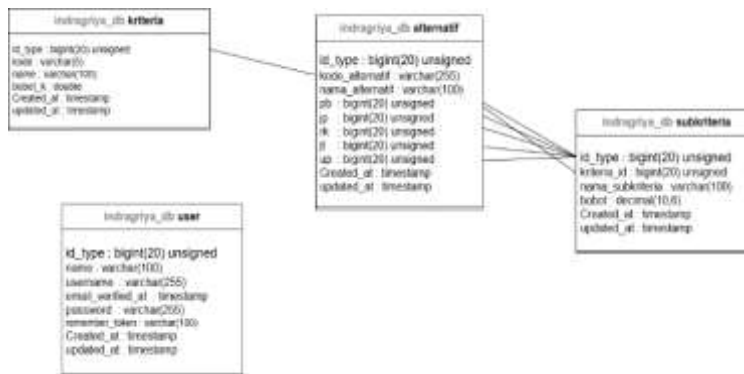 indragriya_db kriteria
id_type : bigint(20) unsigned
kode : varchar(5)
name : varchar(100)
bobot_k : double
Created_at : timestamp
updated_at : timestamp
indragriya_db alternatif
id_type : bigint(20) unsigned
kode_alternatif : varchar(255)
nama_alternatif : varchar(100)
pb : bigint(20) unsigned
jp : bigint(20) unsigned
rk : bigint(20) unsigned
jl : bigint(20) unsigned
up : bigint(20) unsigned
Created_at : timestamp
updated_at : timestamp
indragriya_db subkriteria
id_type : bigint(20) unsigned
kriteria_id : bigint(20) unsigned
nama_subkriteria : varchar(100)
bobot : decimal(10,6)
Created_at : timestamp
updated_at : timestamp
indragriya_db user
id_type : bigint(20) unsigned
name : varchar(100)
username : varchar(255)
email_verified_at : timestamp
password : varchar(255)
remember_token : varchar(100)
Created_at : timestamp
updated_at : timestamp